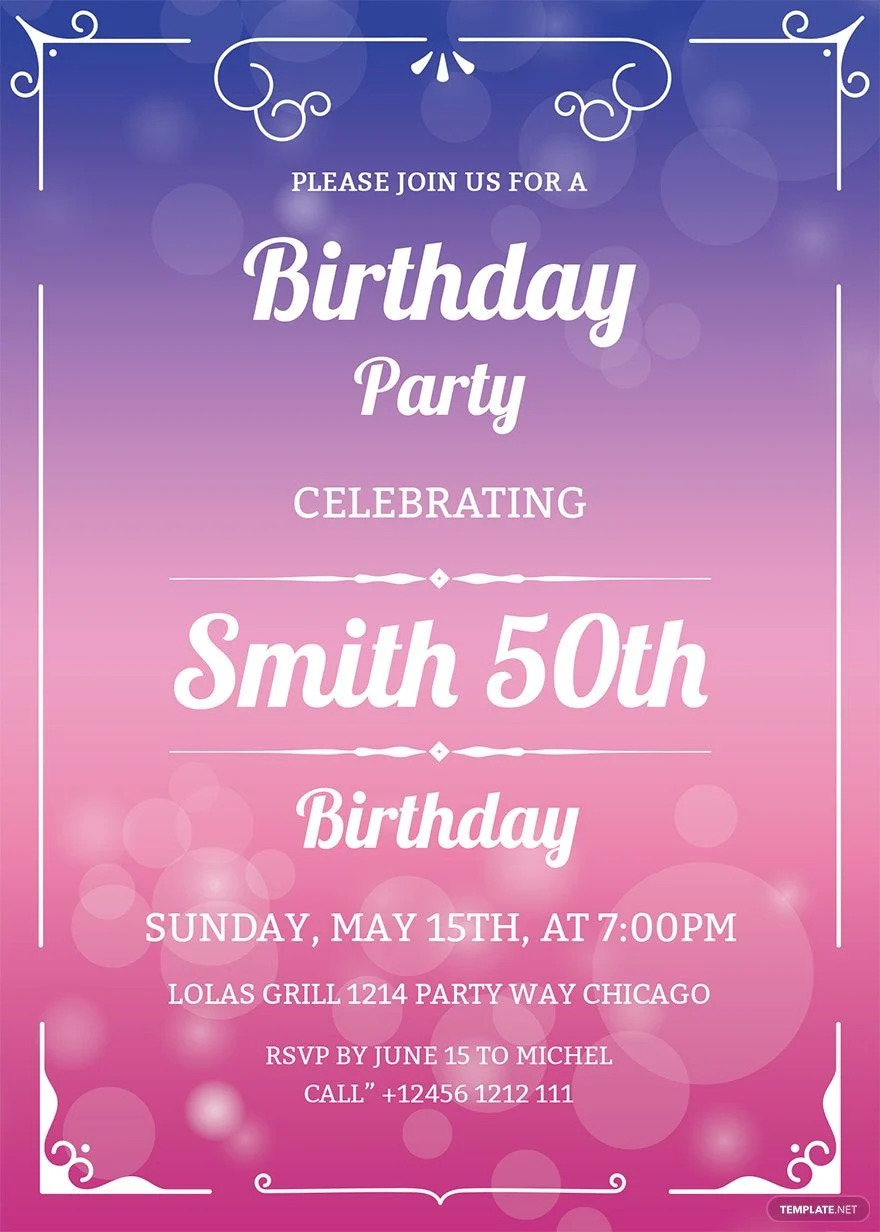 PLEASE JOIN US FOR A
Birthday
Party
CELEBRATING
Smith 50th
Birthday
SUNDAY, MAY 15TH, AT 7:00PM
LOLAS GRILL 1214 PARTY WAY CHICAGO
RSVP BY JUNE 15 TO MICHEL
CALL” +12456 1212 111
TEMPLATE.NET